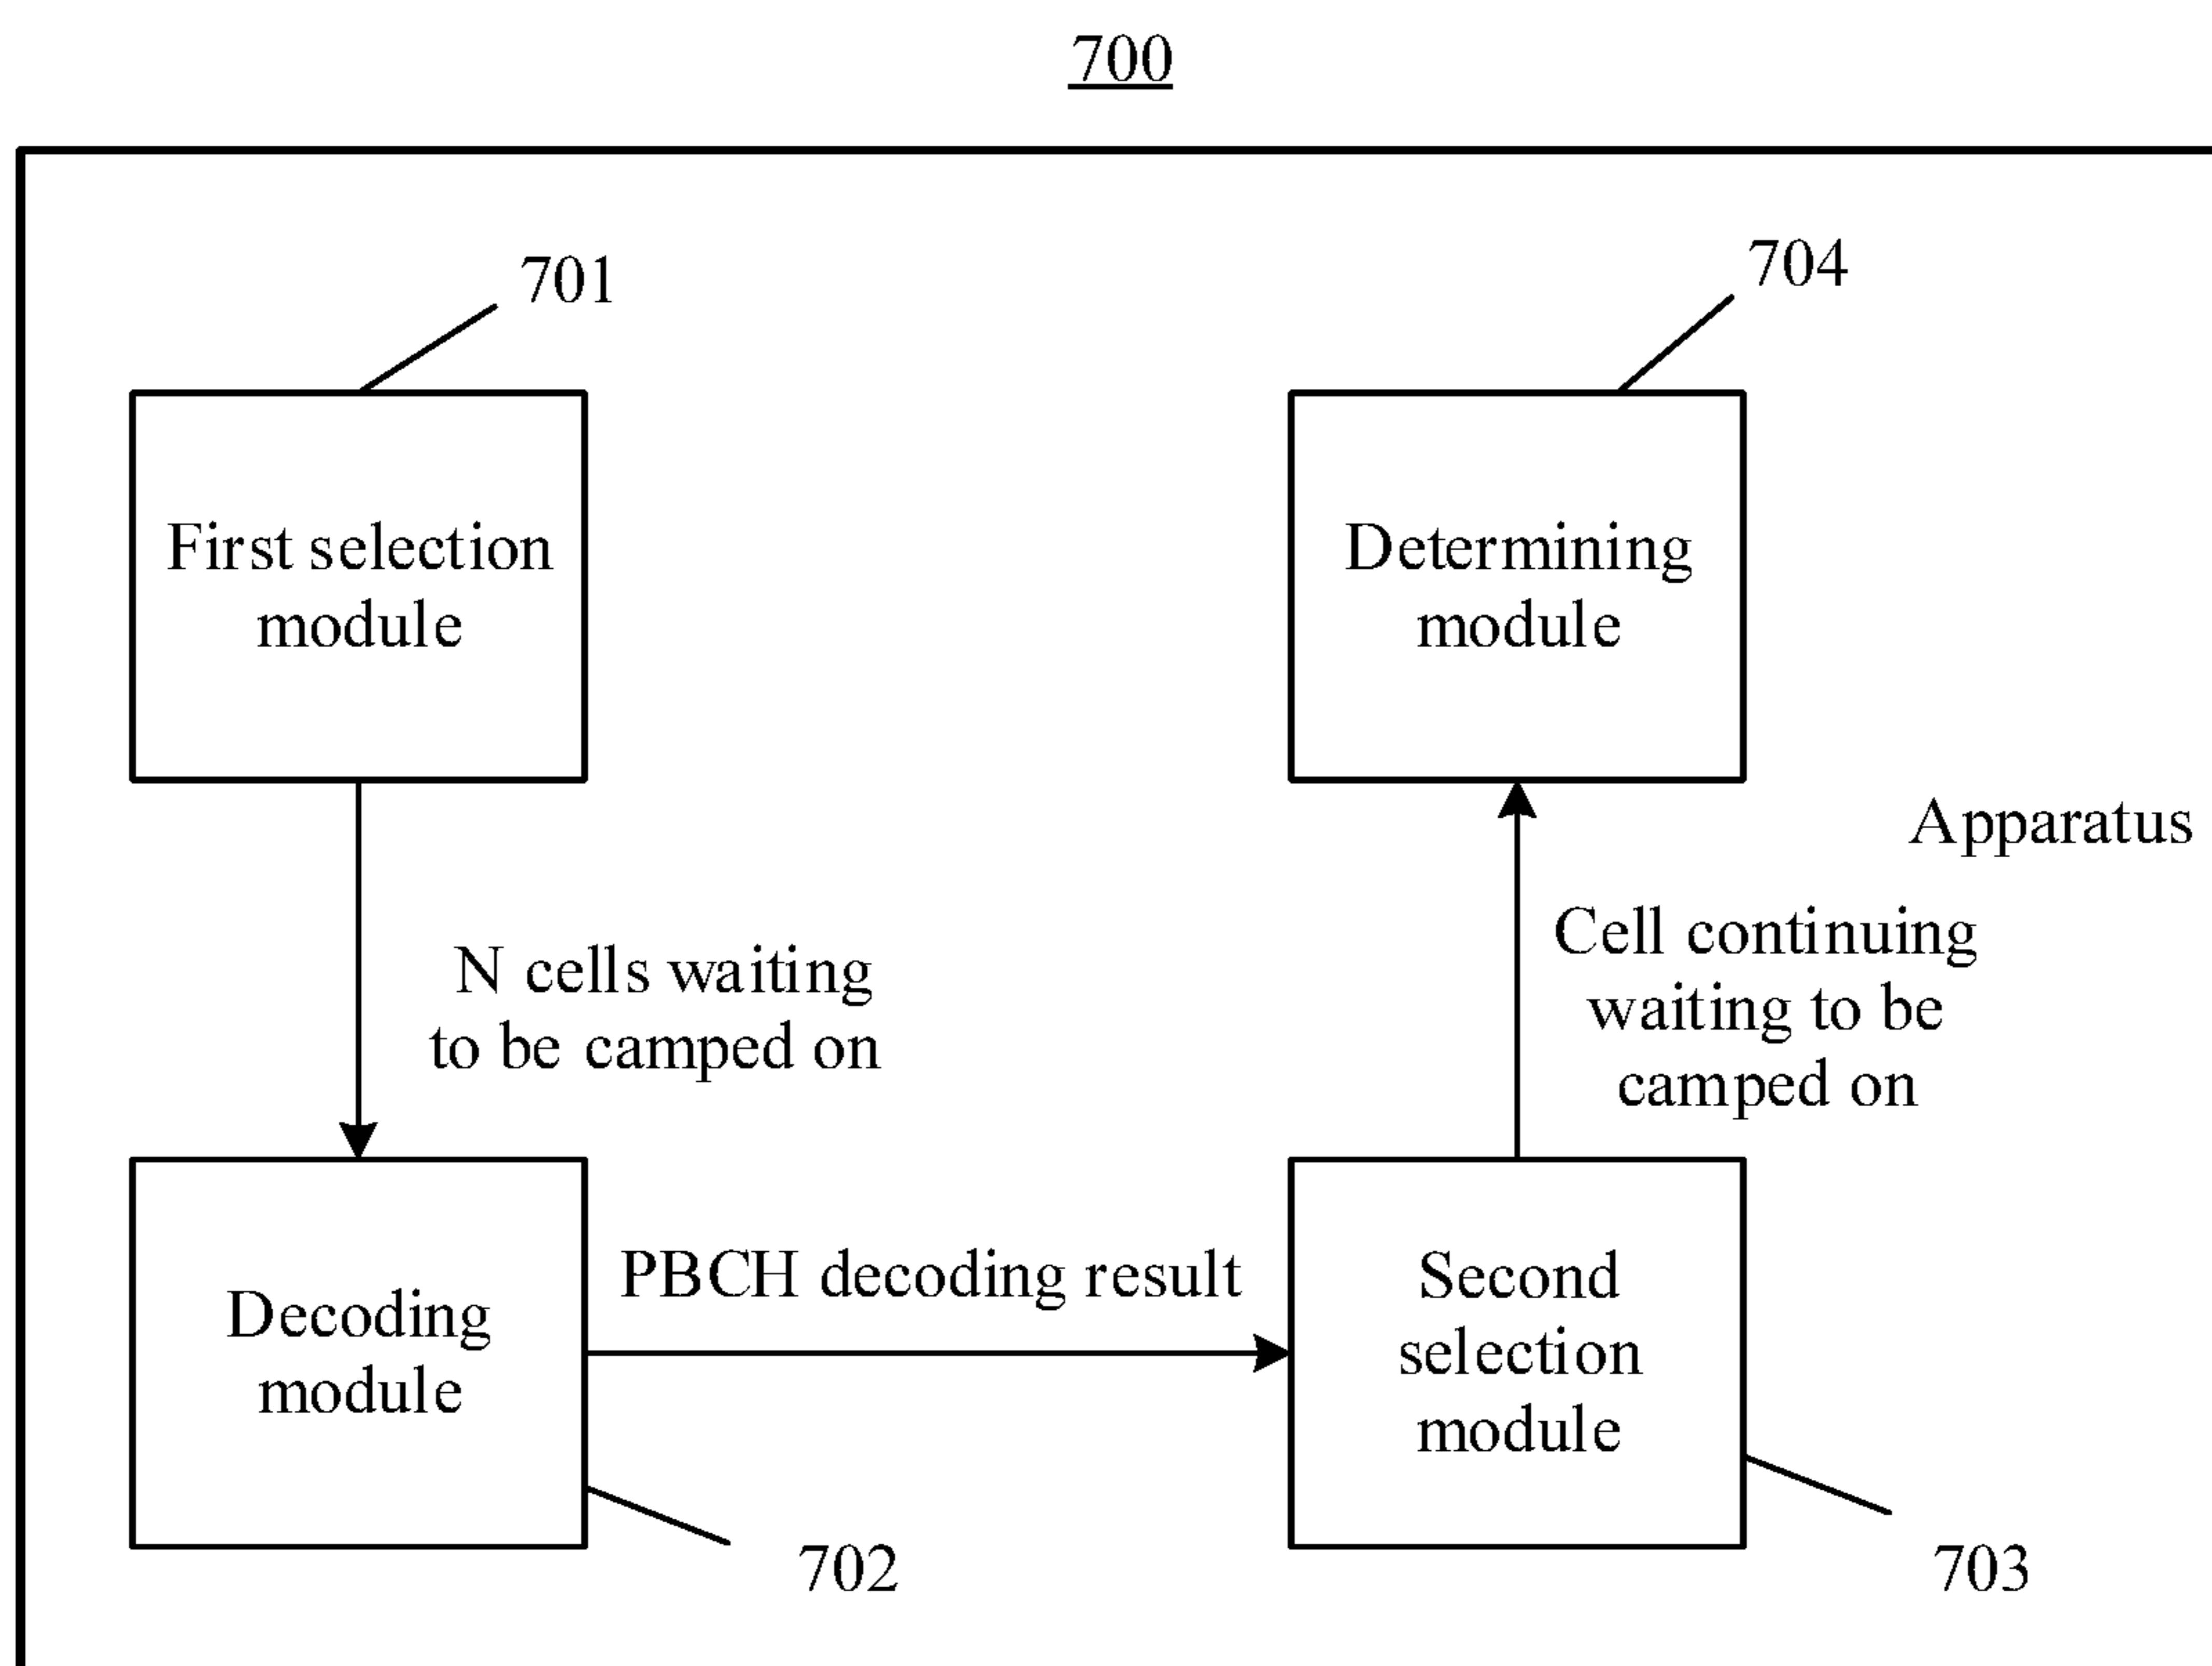 700
701
704
First selection
module
Determining
module
Apparatus
N cells waiting
to be camped on
Cell continuing
waiting to be
camped on
Decoding
module
PBCH decoding result
Second
selection
module
702
703